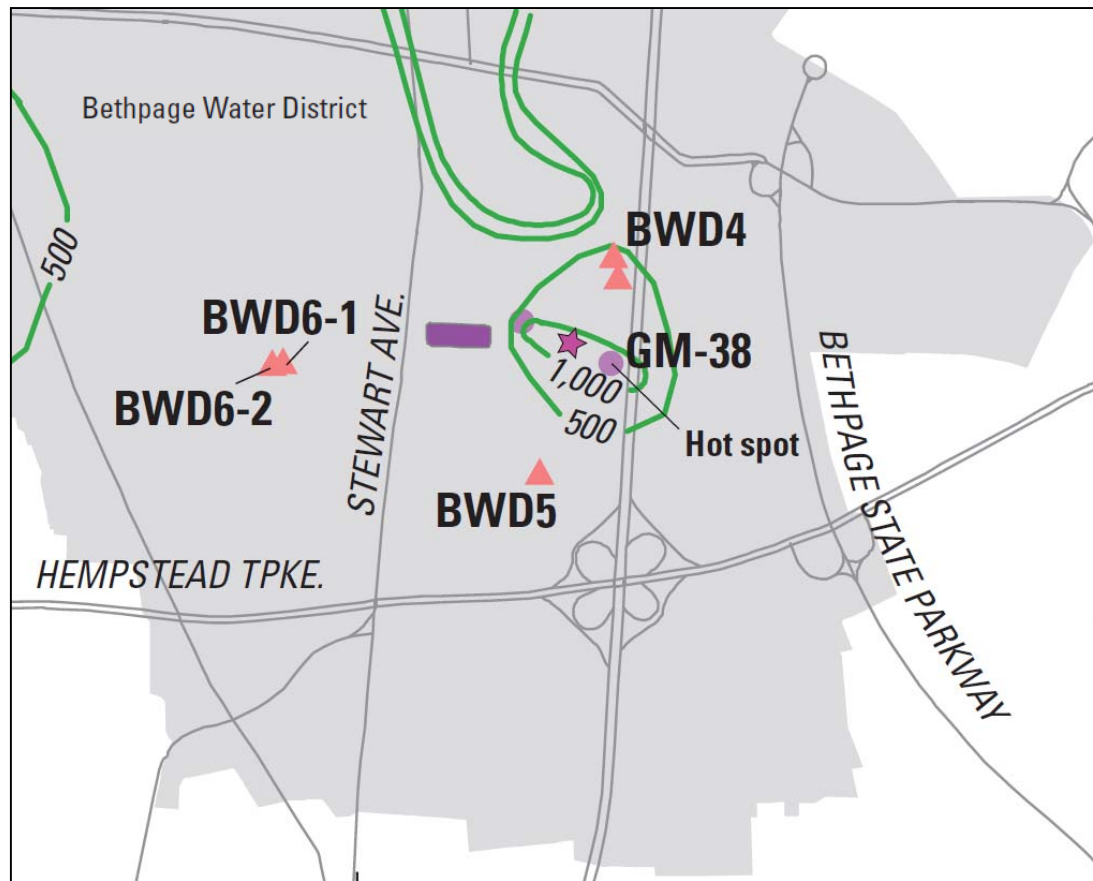 Bethpage Water District
500
BWD4
BWD6-1
STEWART AVE.
GM-38
BWD6-2
1,000
500
Hot spot
BWD5
BETHPAGE STATE PARKWAY
HEMPSTEAD TPKE.